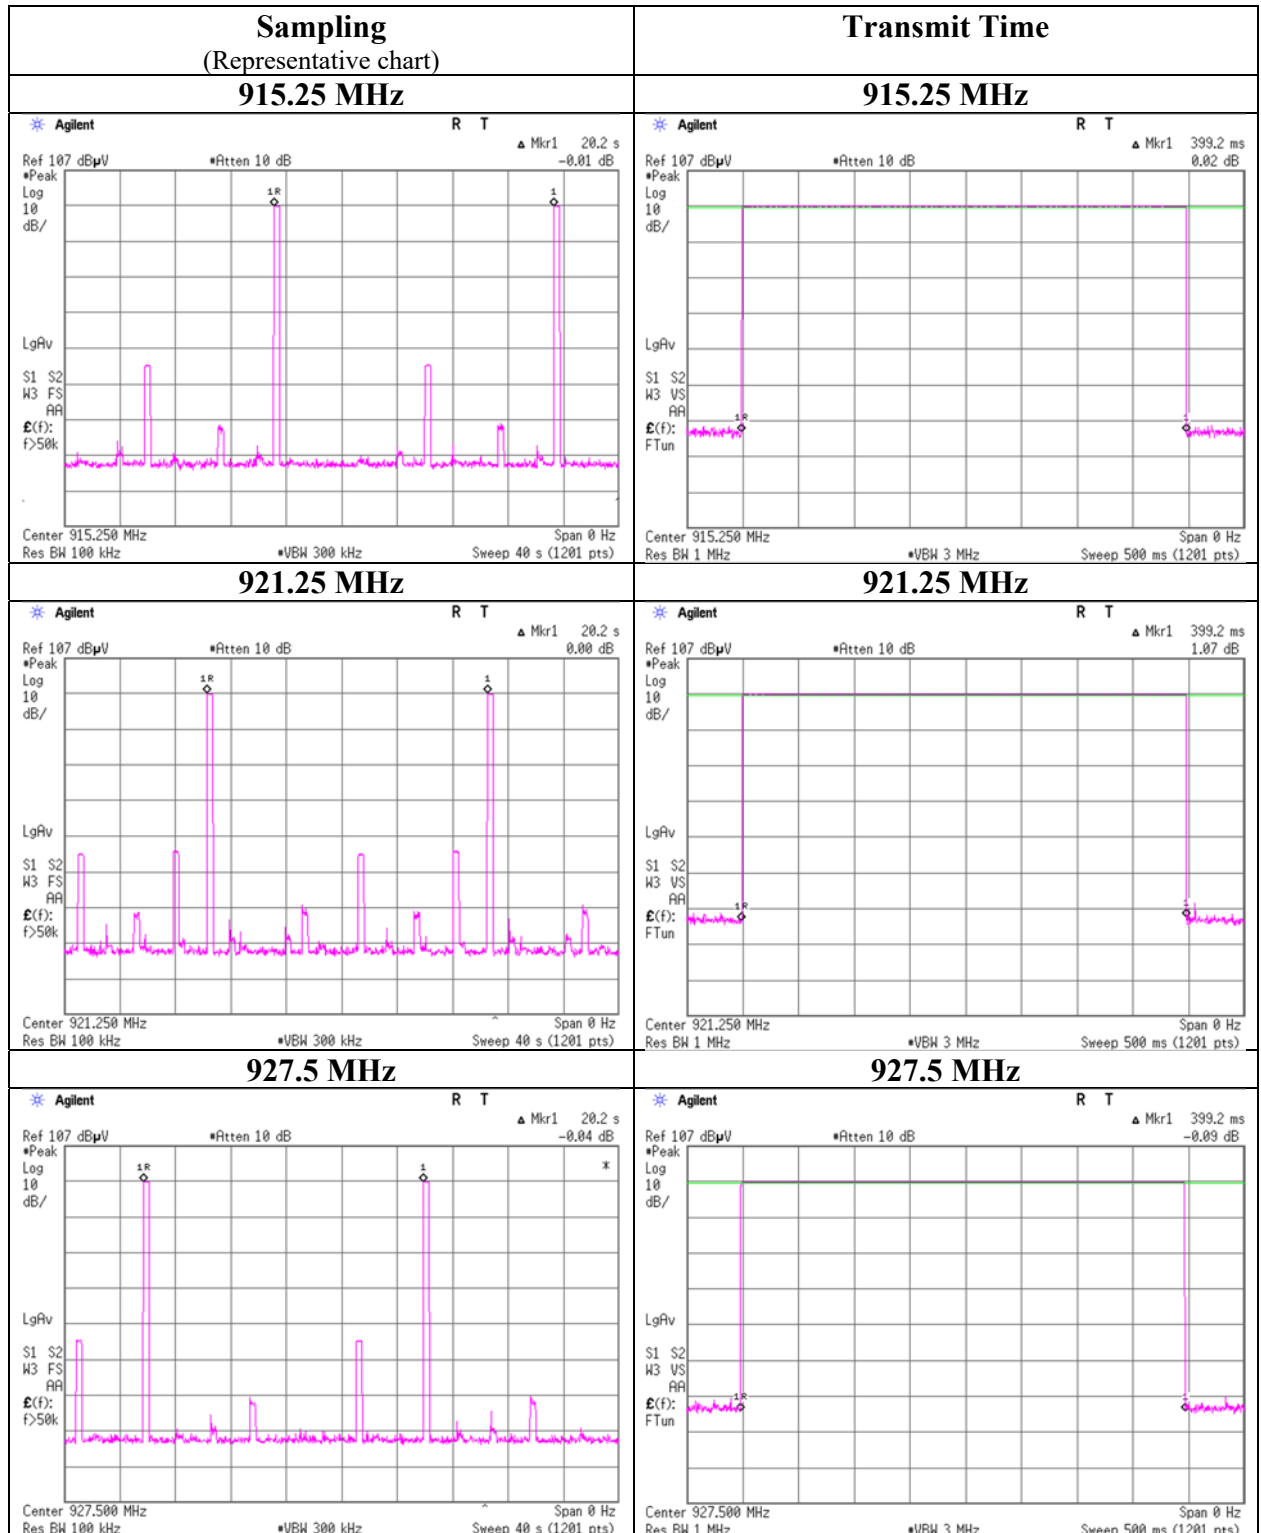 Sampling
(Representative chart)
Transmit Time
915.25 MHz
915.25 MHz
Agilent
R T
Δ Mkr1 20.2 s
Ref 107 dBµV
*Atten 10 dB
-0.01 dB
*Peak
Log
10
dB/
1R
1
LgAv
S1 S2
W3 FS
AA
£(f):
f>50k
Center 915.250 MHz
Span 0 Hz
Res BW 100 kHz
*VBW 300 kHz
Sweep 40 s (1201 pts)
Agilent
R T
Δ Mkr1 399.2 ms
Ref 107 dBµV
*Atten 10 dB
0.02 dB
*Peak
Log
10
dB/
LgAv
S1 S2
W3 VS
AA
£(f):
FTun
1R
1
Center 915.250 MHz
Span 0 Hz
Res BW 1 MHz
*VBW 3 MHz
Sweep 500 ms (1201 pts)
921.25 MHz
921.25 MHz
Agilent
R T
Δ Mkr1 20.2 s
Ref 107 dBµV
*Atten 10 dB
0.00 dB
*Peak
Log
10
dB/
1R
1
LgAv
S1 S2
W3 FS
AA
£(f):
f>50k
Center 921.250 MHz
Span 0 Hz
Res BW 100 kHz
*VBW 300 kHz
Sweep 40 s (1201 pts)
Agilent
R T
Δ Mkr1 399.2 ms
Ref 107 dBµV
*Atten 10 dB
1.07 dB
*Peak
Log
10
dB/
LgAv
S1 S2
W3 VS
AA
£(f):
FTun
1R
1
Center 921.250 MHz
Span 0 Hz
Res BW 1 MHz
*VBW 3 MHz
Sweep 500 ms (1201 pts)
927.5 MHz
927.5 MHz
Agilent
R T
Δ Mkr1 20.2 s
Ref 107 dBµV
*Atten 10 dB
-0.04 dB
*Peak
Log
10
dB/
1R
1
*
LgAv
S1 S2
W3 FS
AA
£(f):
f>50k
Center 927.500 MHz
Span 0 Hz
Res BW 100 kHz
*VBW 300 kHz
Sweep 40 s (1201 pts)
Agilent
R T
Δ Mkr1 399.2 ms
Ref 107 dBµV
*Atten 10 dB
-0.09 dB
*Peak
Log
10
dB/
LgAv
S1 S2
W3 VS
AA
£(f):
FTun
1R
1
Center 927.500 MHz
Span 0 Hz
Res BW 1 MHz
*VBW 3 MHz
Sweep 500 ms (1201 pts)